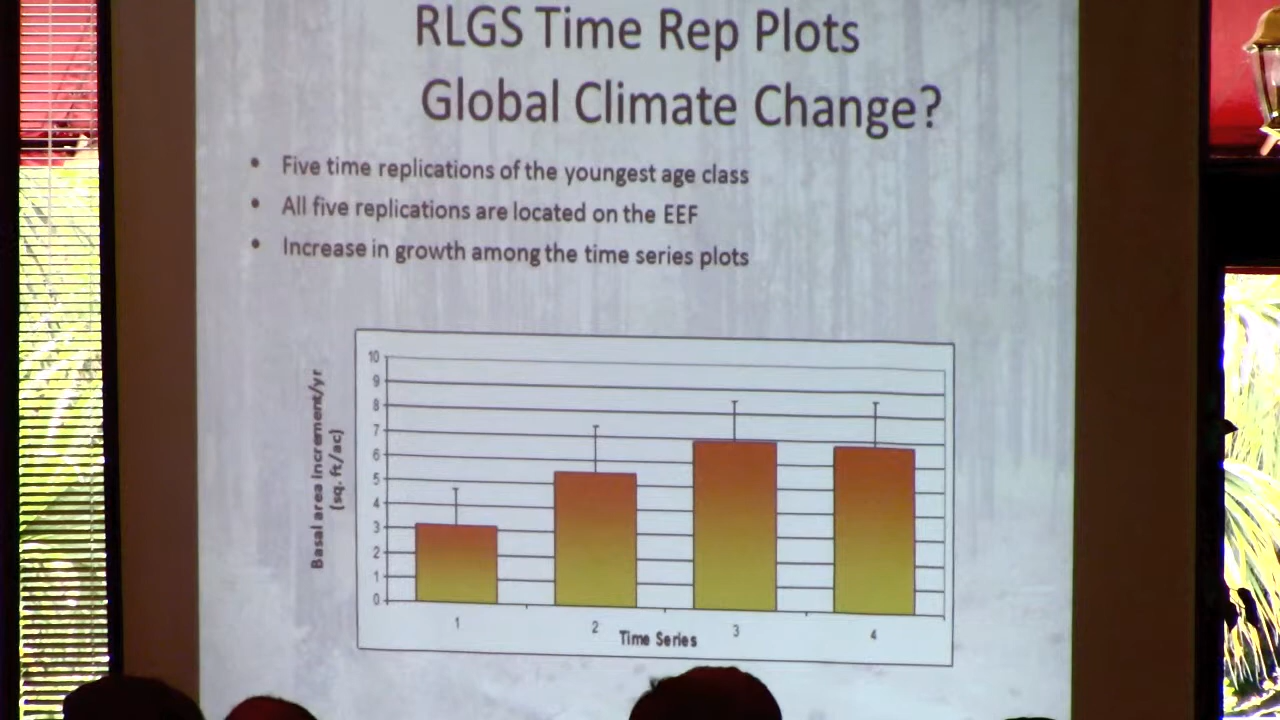 RLGS Time Rep Plots
Global Climate Change?
• Five time replications of the youngest age class
• All five replications are located on the EEF
• Increase in growth among the time series plots
Basal area increment/yr
(sq. ft/ac)
10
9
8
7
6
5
4
3
2
1
0
1
2
3
4
Time Series